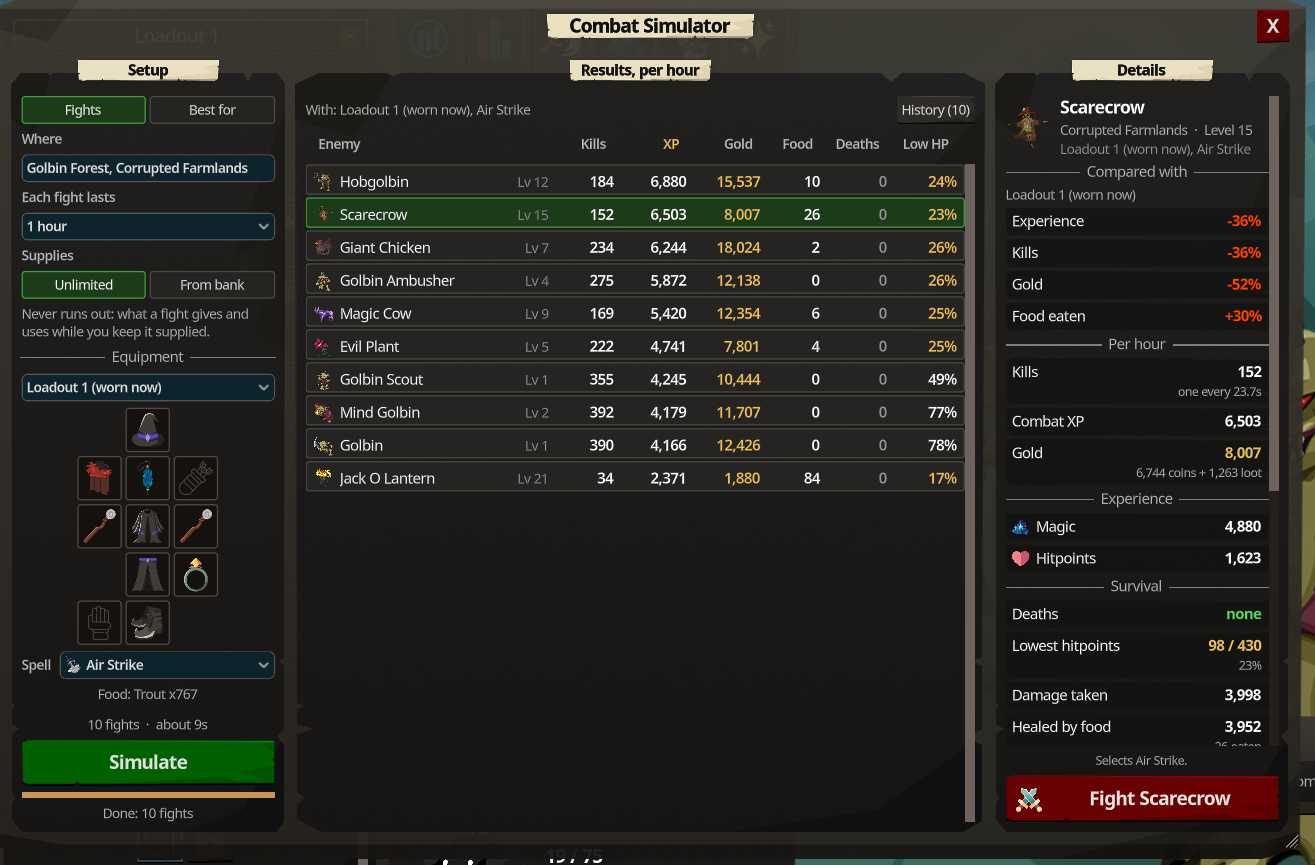 Loadout 1
Combat Simulator
X
Setup
Fights
Best for
Where
Golbin Forest, Corrupted Farmlands
Each fight lasts
1 hour
Supplies
Unlimited
From bank
Never runs out: what a fight gives and
uses while you keep it supplied.
Equipment
Loadout 1 (worn now)
Spell
Air Strike
Food: Trout x767
10 fights · about 9s
Simulate
Done: 10 fights
Results, per hour
With: Loadout 1 (worn now), Air Strike
History (10)
Enemy Kills XP Gold Food Deaths Low HP
Hobgolbin Lv 12 184 6,880 15,537 10 0 24%
Scarecrow Lv 15 152 6,503 8,007 26 0 23%
Giant Chicken Lv 7 234 6,244 18,024 2 0 26%
Golbin Ambusher Lv 4 275 5,872 12,138 0 0 26%
Magic Cow Lv 9 169 5,420 12,354 6 0 25%
Evil Plant Lv 5 222 4,741 7,801 4 0 25%
Golbin Scout Lv 1 355 4,245 10,444 0 0 49%
Mind Golbin Lv 2 392 4,179 11,707 0 0 77%
Golbin Lv 1 390 4,166 12,426 0 0 78%
Jack O Lantern Lv 21 34 2,371 1,880 84 0 17%
Details
Scarecrow
Corrupted Farmlands · Level 15
Loadout 1 (worn now), Air Strike
Compared with
Loadout 1 (worn now)
Experience -36%
Kills -36%
Gold -52%
Food eaten +30%
Per hour
Kills 152
one every 23.7s
Combat XP 6,503
Gold 8,007
6,744 coins + 1,263 loot
Experience
Magic 4,880
Hitpoints 1,623
Survival
Deaths none
Lowest hitpoints 98 / 430
23%
Damage taken 3,998
Healed by food 3,952
26 eaten
Selects Air Strike.
Fight Scarecrow
19 / 75